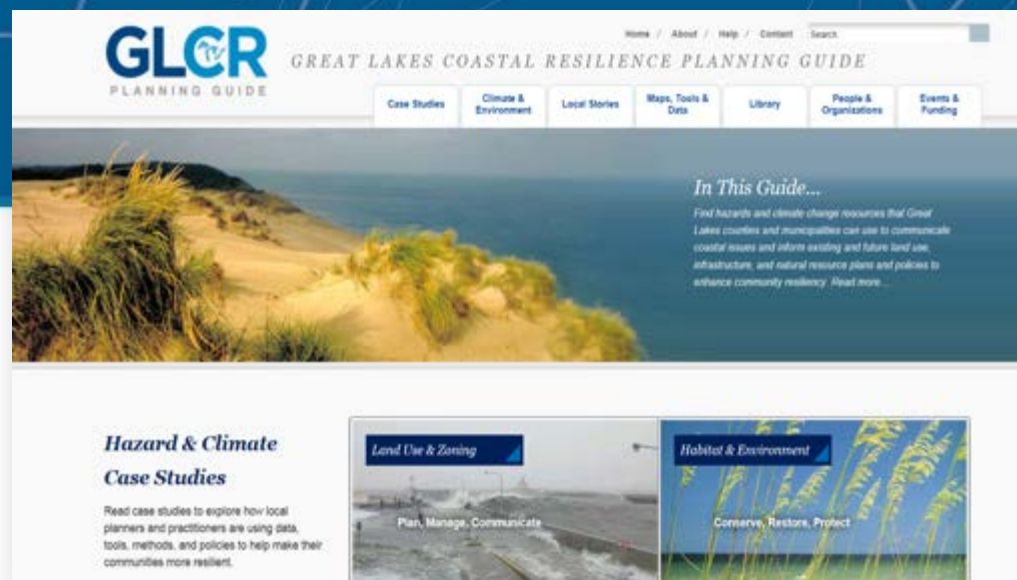 GLCR
PLANNING GUIDE
Home / About / Help / Contact Search
GREAT LAKES COASTAL RESILIENCE PLANNING GUIDE
Case Studies
Climate &
Environment
Local Stories
Maps, Tools &
Data
Library
People &
Organizations
Events &
Funding
In This Guide...
Find hazards and climate change resources that Great
Lakes counties and municipalities can use to communicate
coastal issues and inform existing and future land use,
infrastructure, and natural resource plans and policies to
enhance community resiliency. Read more...
Hazard & Climate
Case Studies
Read case studies to explore how local
planners and practitioners are using data,
tools, methods, and policies to help make their
communities more resilient.
Land Use & Zoning
Plan, Manage, Communicate
Habitat & Environment
Conserve, Restore, Protect